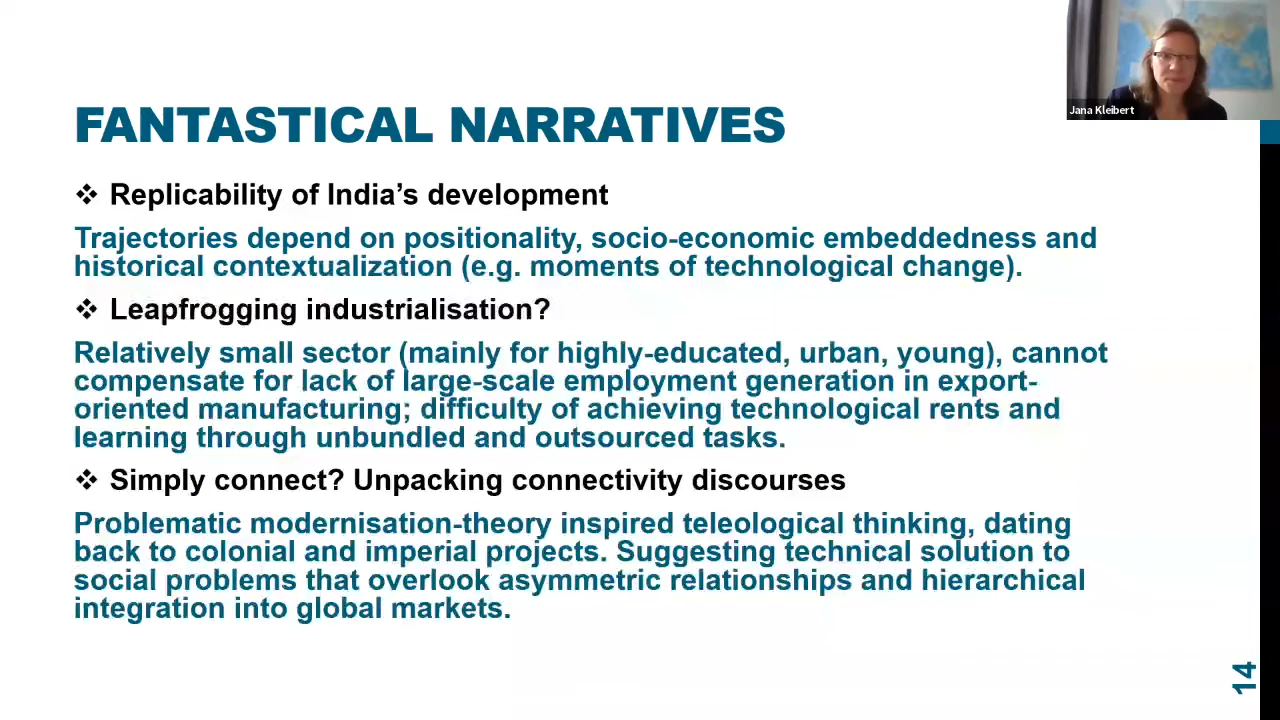 Jana Kleibert
FANTASTICAL NARRATIVES
❖ Replicability of India’s development
Trajectories depend on positionality, socio-economic embeddedness and
historical contextualization (e.g. moments of technological change).
❖ Leapfrogging industrialisation?
Relatively small sector (mainly for highly-educated, urban, young), cannot
compensate for lack of large-scale employment generation in export-
oriented manufacturing; difficulty of achieving technological rents and
learning through unbundled and outsourced tasks.
❖ Simply connect? Unpacking connectivity discourses
Problematic modernisation-theory inspired teleological thinking, dating
back to colonial and imperial projects. Suggesting technical solution to
social problems that overlook asymmetric relationships and hierarchical
integration into global markets.
14